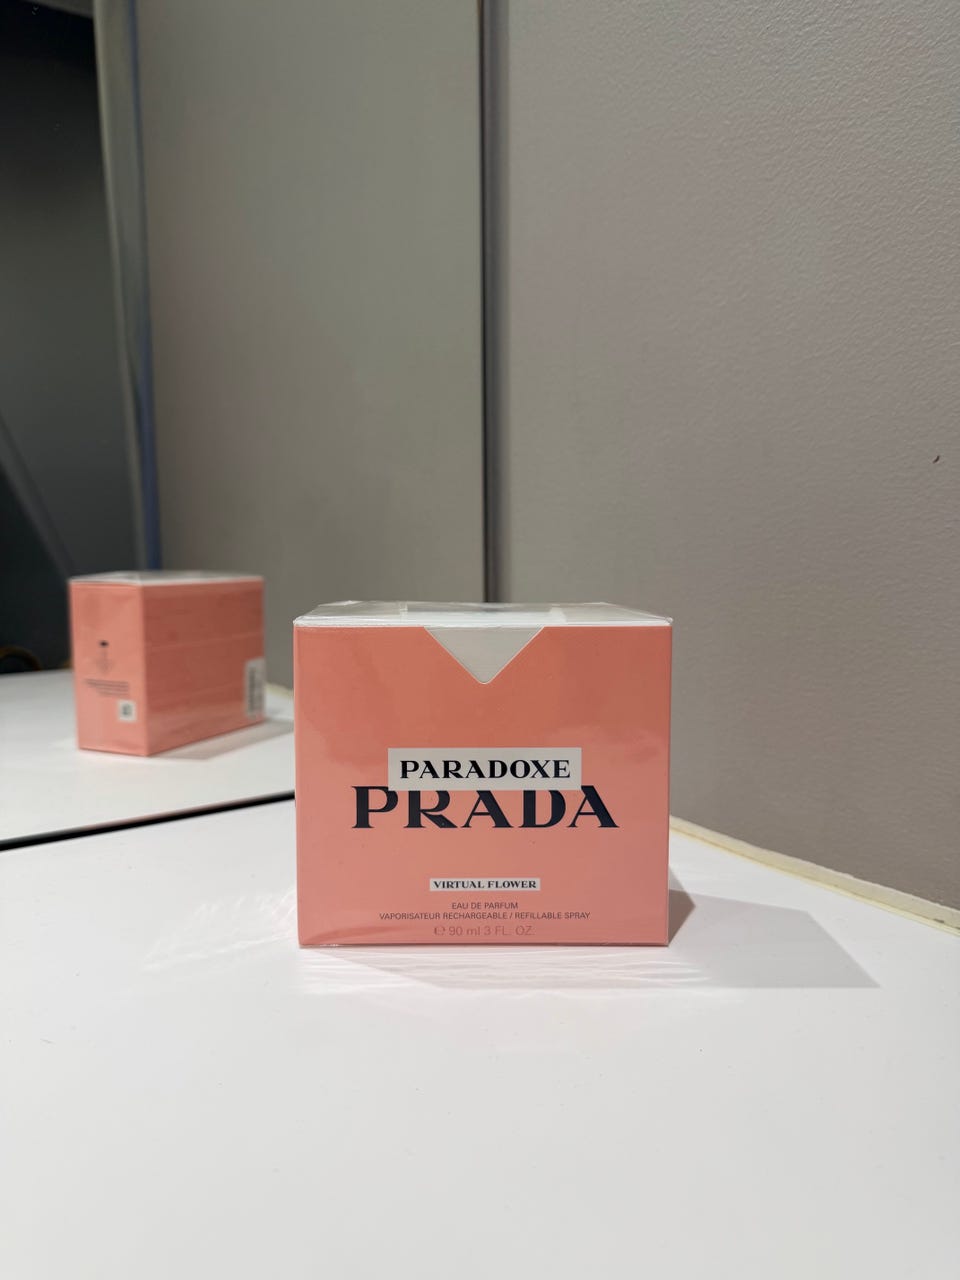 PARADOXE
PRADA
VIRTUAL FLOWER
EAU DE PARFUM
VAPORISATEUR RECHARGEABLE / REFILLABLE SPRAY
℮ 90 ml 3 FL. OZ.